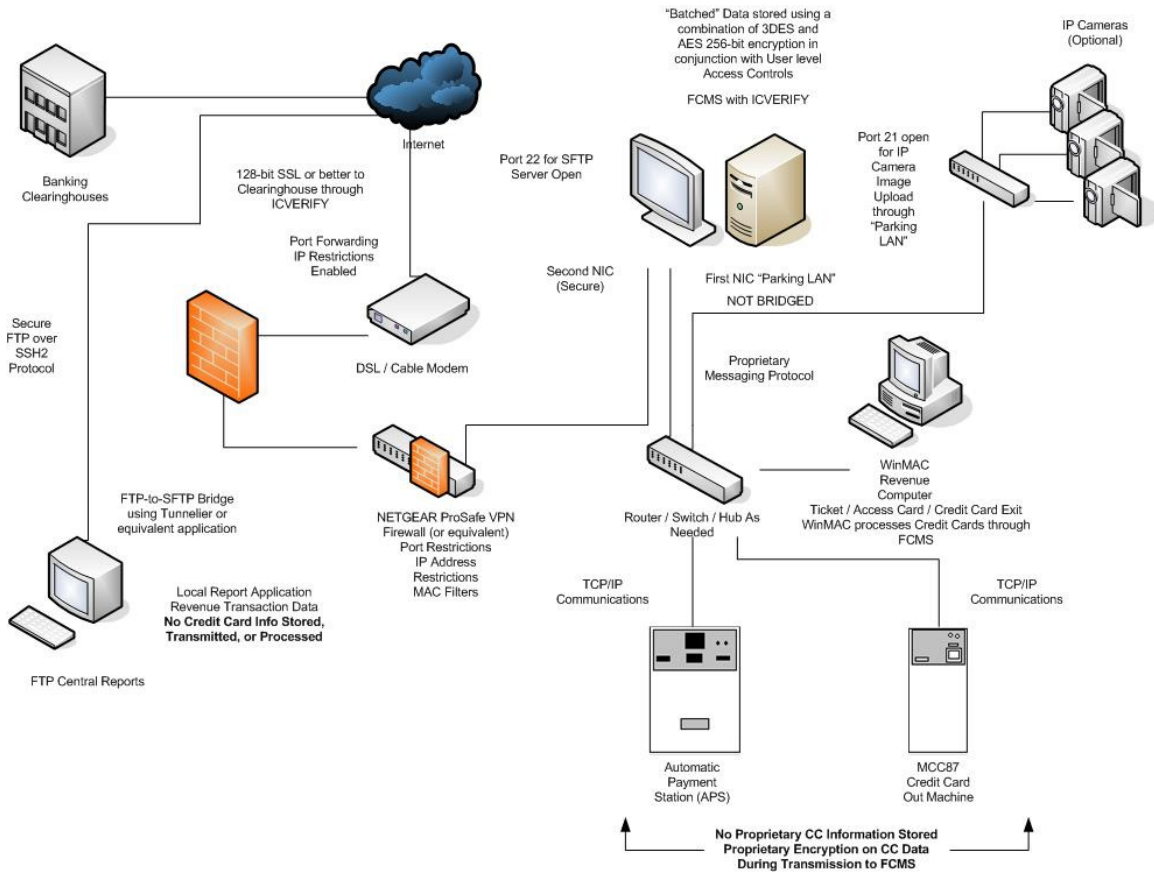 "Batched" Data stored using a
combination of 3DES and
AES 256-bit encryption in
conjunction with User level
Access Controls
FCMS with ICVERIFY
IP Cameras
(Optional)
Internet
Banking
Clearinghouses
128-bit SSL or better to
Clearinghouse through
ICVERIFY
Port 22 for SFTP
Server Open
Port 21 open
for IP
Camera
Image
Upload
through
"Parking
LAN"
Port Forwarding
IP Restrictions
Enabled
Second NIC
(Secure)
First NIC "Parking LAN"
NOT BRIDGED
Secure
FTP over
SSH2
Protocol
DSL / Cable Modem
Proprietary
Messaging Protocol
WinMAC
Revenue
Computer
Ticket / Access Card / Credit Card Exit
WinMAC processes Credit Cards through
FCMS
FTP-to-SFTP Bridge
using Tunnelier or
equivalent application
NETGEAR ProSafe VPN
Firewall (or equivalent)
Port Restrictions
IP Address
Restrictions
MAC Filters
Router / Switch / Hub As
Needed
Local Report Application
Revenue Transaction Data
No Credit Card Info Stored,
Transmitted, or Processed
TCP/IP
Communications
TCP/IP
Communications
FTP Central Reports
Automatic
Payment
Station (APS)
MCC87
Credit Card
Out Machine
No Proprietary CC Information Stored
Proprietary Encryption on CC Data
During Transmission to FCMS